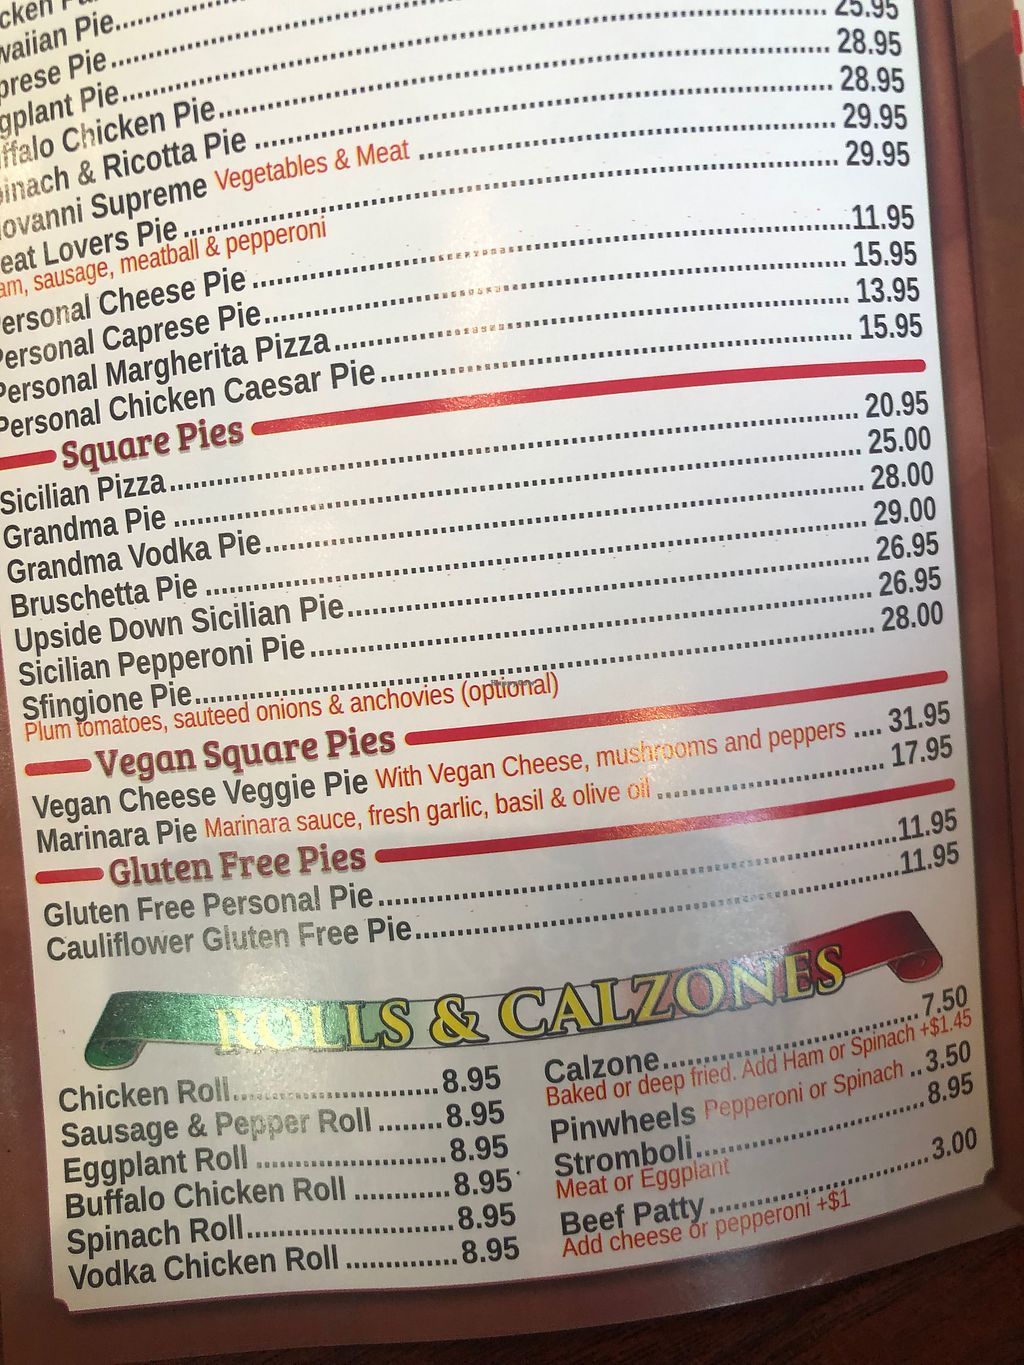 cken
waiian Pie
prese Pie
gplant Pie 25.95
ffalo Chicken Pie 28.95
inach & Ricotta Pie 28.95
iovanni Supreme Vegetables & Meat 29.95
eat Lovers Pie 29.95
am, sausage, meatball & pepperoni
Personal Cheese Pie 11.95
Personal Caprese Pie 15.95
Personal Margherita Pizza 13.95
Personal Chicken Caesar Pie 15.95
Square Pies
Sicilian Pizza 20.95
Grandma Pie 25.00
Grandma Vodka Pie 28.00
Bruschetta Pie 29.00
Upside Down Sicilian Pie 26.95
Sicilian Pepperoni Pie 26.95
Sfingione Pie 28.00
Plum tomatoes, sauteed onions & anchovies (optional)
Vegan Square Pies
Vegan Cheese Veggie Pie With Vegan Cheese, mushrooms and peppers .... 31.95
Marinara Pie Marinara sauce, fresh garlic, basil & olive oil 17.95
Gluten Free Pies
Gluten Free Personal Pie 11.95
Cauliflower Gluten Free Pie 11.95
ROLLS & CALZONES
Chicken Roll 8.95
Sausage & Pepper Roll 8.95
Eggplant Roll 8.95
Buffalo Chicken Roll 8.95
Spinach Roll 8.95
Vodka Chicken Roll 8.95
Calzone 7.50
Baked or deep fried. Add Ham or Spinach +$1.45
Pinwheels Pepperoni or Spinach .. 3.50
Stromboli 8.95
Meat or Eggplant
Beef Patty 3.00
Add cheese or pepperoni +$1